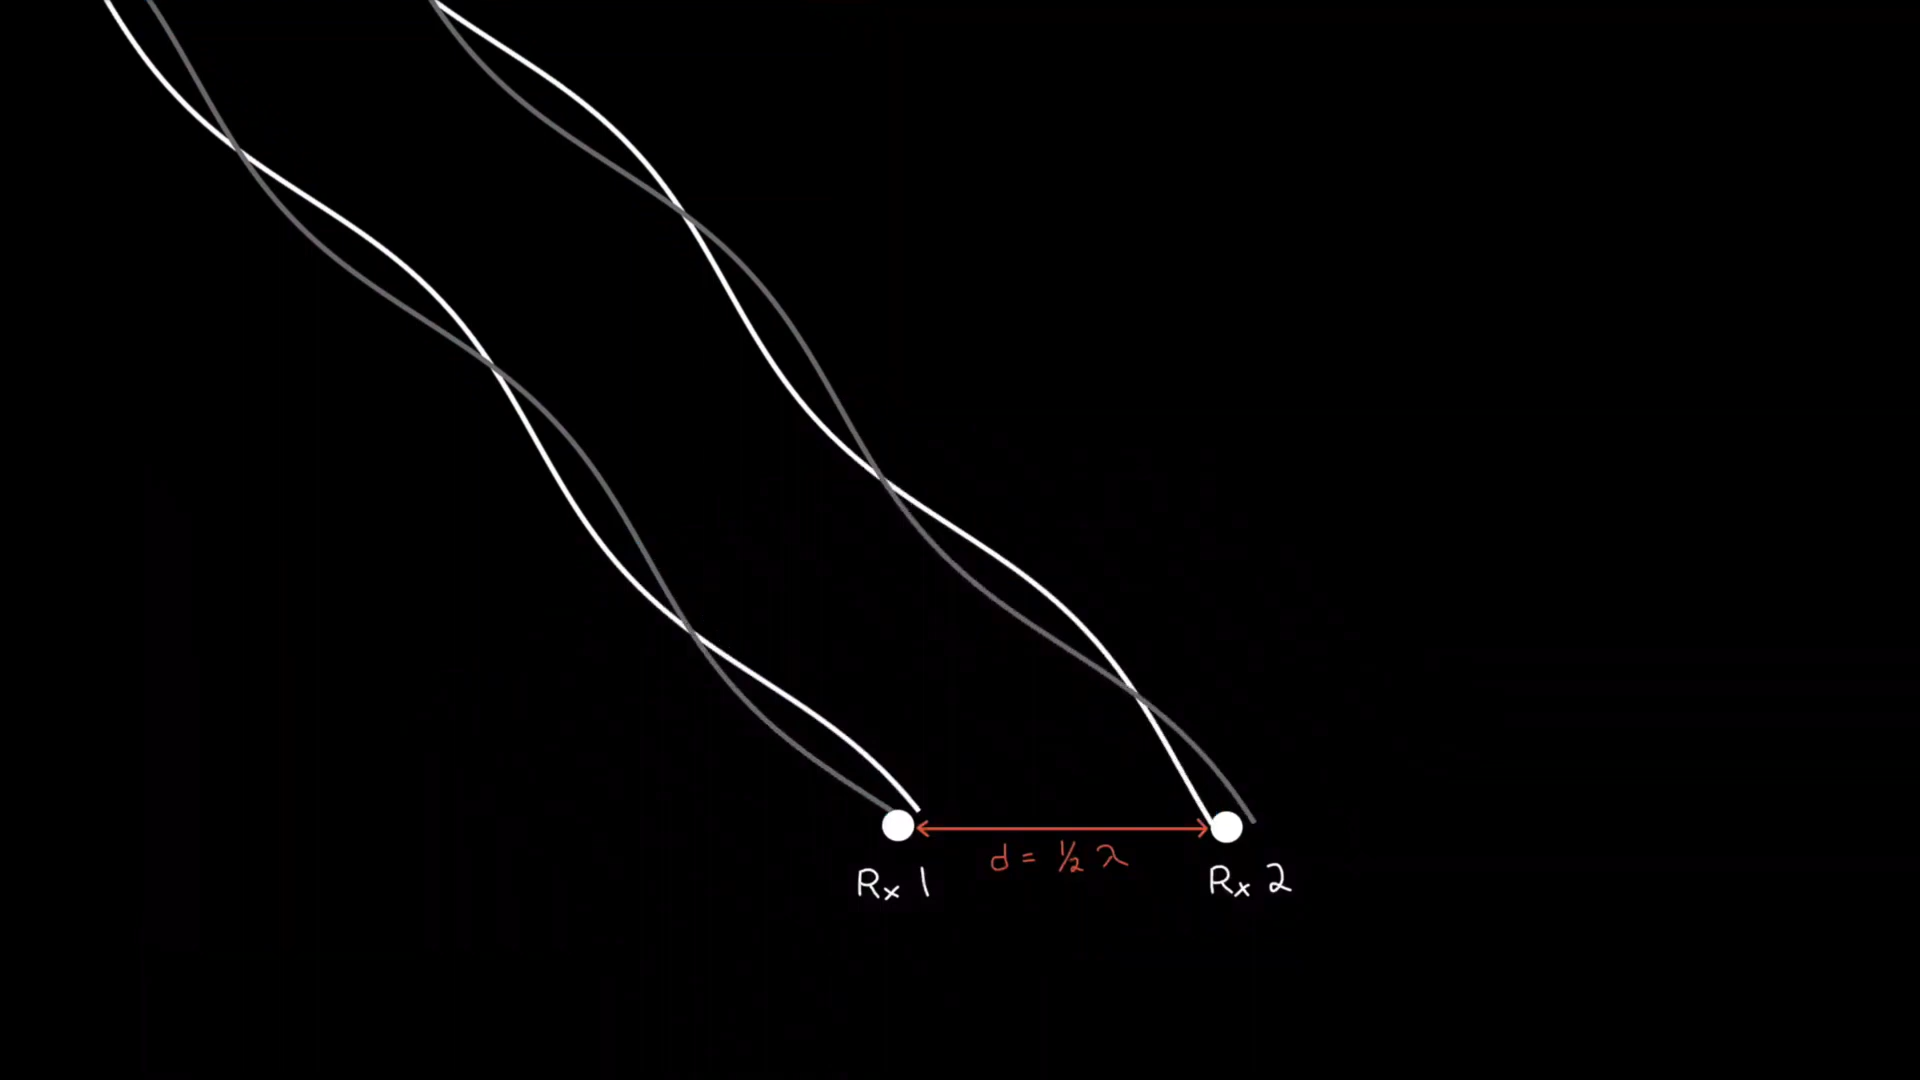 d = ½ λ
Rx 1
Rx 2